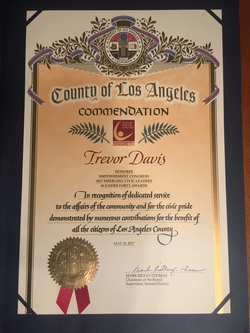 County of Los Angeles
COMMENDATION
Trevor Davis
HONOREE
EMPOWERMENT CONGRESS
2017 EMERGING CIVIC LEADERS
40 UNDER FORTY AWARDS
In recognition of dedicated service
to the affairs of the community and for the civic pride
demonstrated by numerous contributions for the benefit of
all the citizens of Los Angeles County.
MARK RIDLEY-THOMAS
Chairman of the Board
Supervisor, Second District